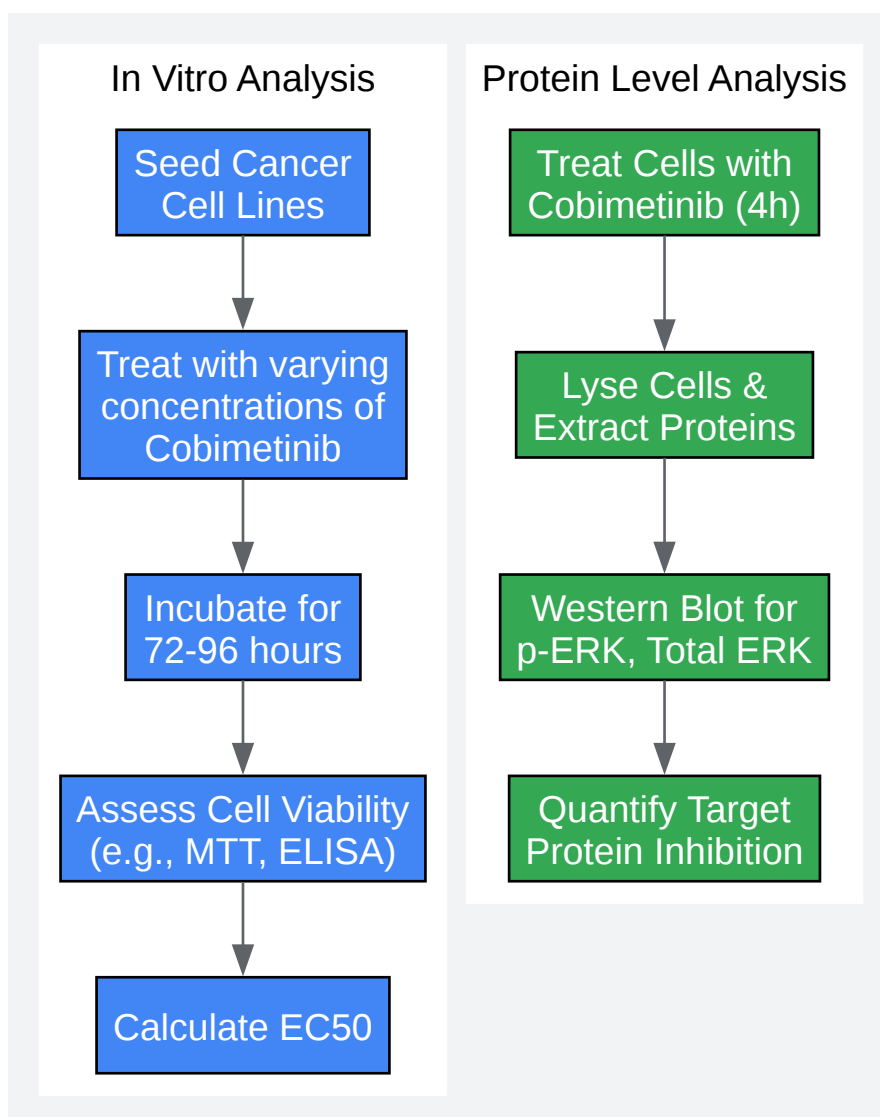 In Vitro Analysis
Seed Cancer
Cell Lines
Treat with varying
concentrations of
Cobimetinib
Incubate for
72-96 hours
Assess Cell Viability
(e.g., MTT, ELISA)
Calculate EC50
Protein Level Analysis
Treat Cells with
Cobimetinib (4h)
Lyse Cells &
Extract Proteins
Western Blot for
p-ERK, Total ERK
Quantify Target
Protein Inhibition